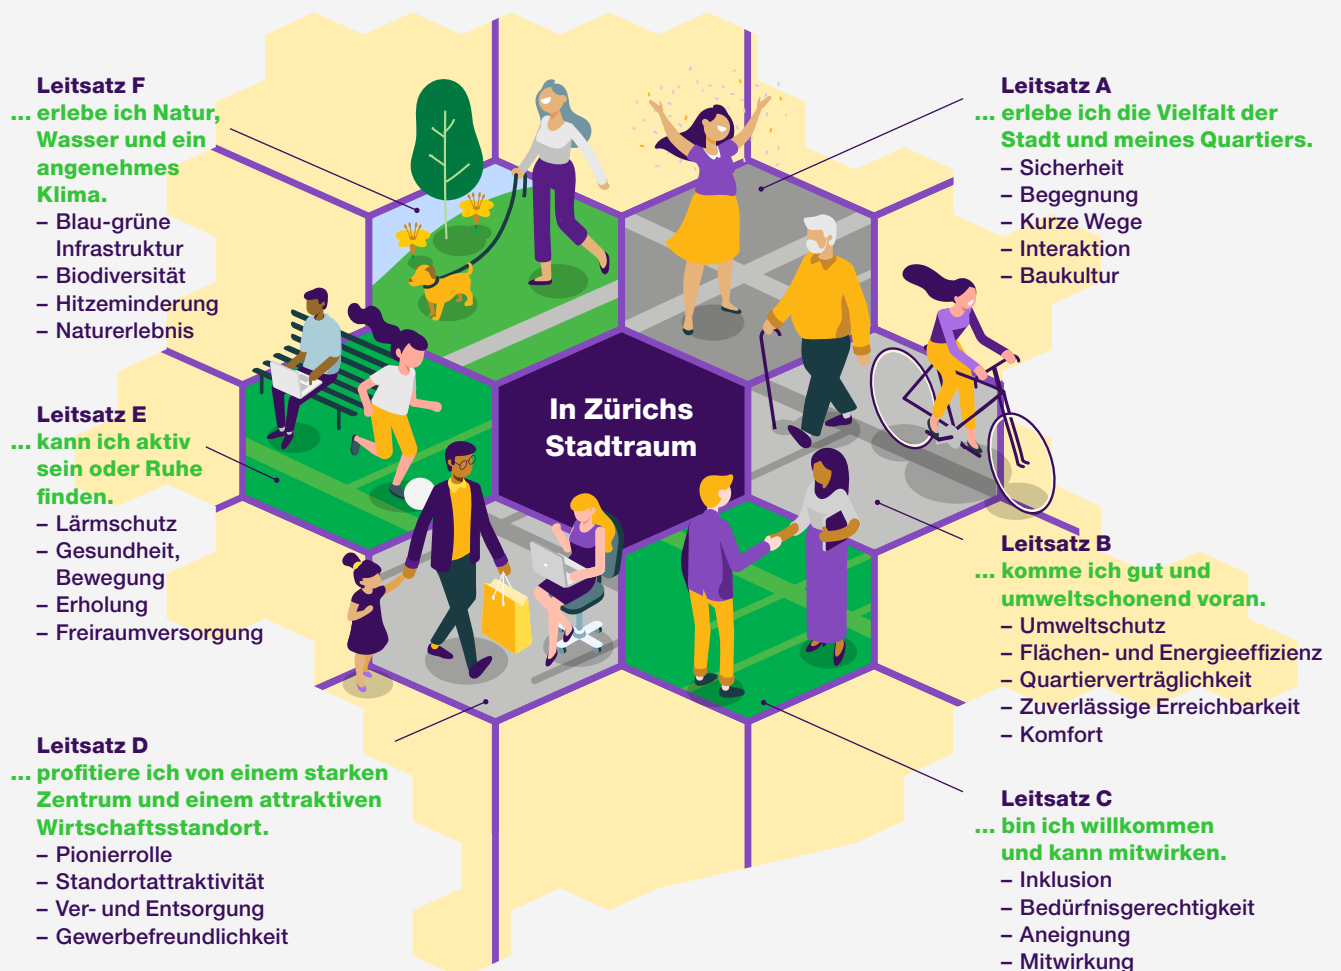 In Zürichs
Stadtraum
Leitsatz A
... erlebe ich die Vielfalt der
Stadt und meines Quartiers.
– Sicherheit
– Begegnung
– Kurze Wege
– Interaktion
– Baukultur
Leitsatz B
... komme ich gut und
umweltschonend voran.
– Umweltschutz
– Flächen- und Energieeffizienz
– Quartierverträglichkeit
– Zuverlässige Erreichbarkeit
– Komfort
Leitsatz C
... bin ich willkommen
und kann mitwirken.
– Inklusion
– Bedürfnisgerechtigkeit
– Aneignung
– Mitwirkung
Leitsatz D
... profitiere ich von einem starken
Zentrum und einem attraktiven
Wirtschaftsstandort.
– Pionierrolle
– Standortattraktivität
– Ver- und Entsorgung
– Gewerbefreundlichkeit
Leitsatz E
... kann ich aktiv
sein oder Ruhe
finden.
– Lärmschutz
– Gesundheit,
Bewegung
– Erholung
– Freiraumversorgung
Leitsatz F
... erlebe ich Natur,
Wasser und ein
angenehmes
Klima.
– Blau-grüne
Infrastruktur
– Biodiversität
– Hitzeminderung
– Naturerlebnis